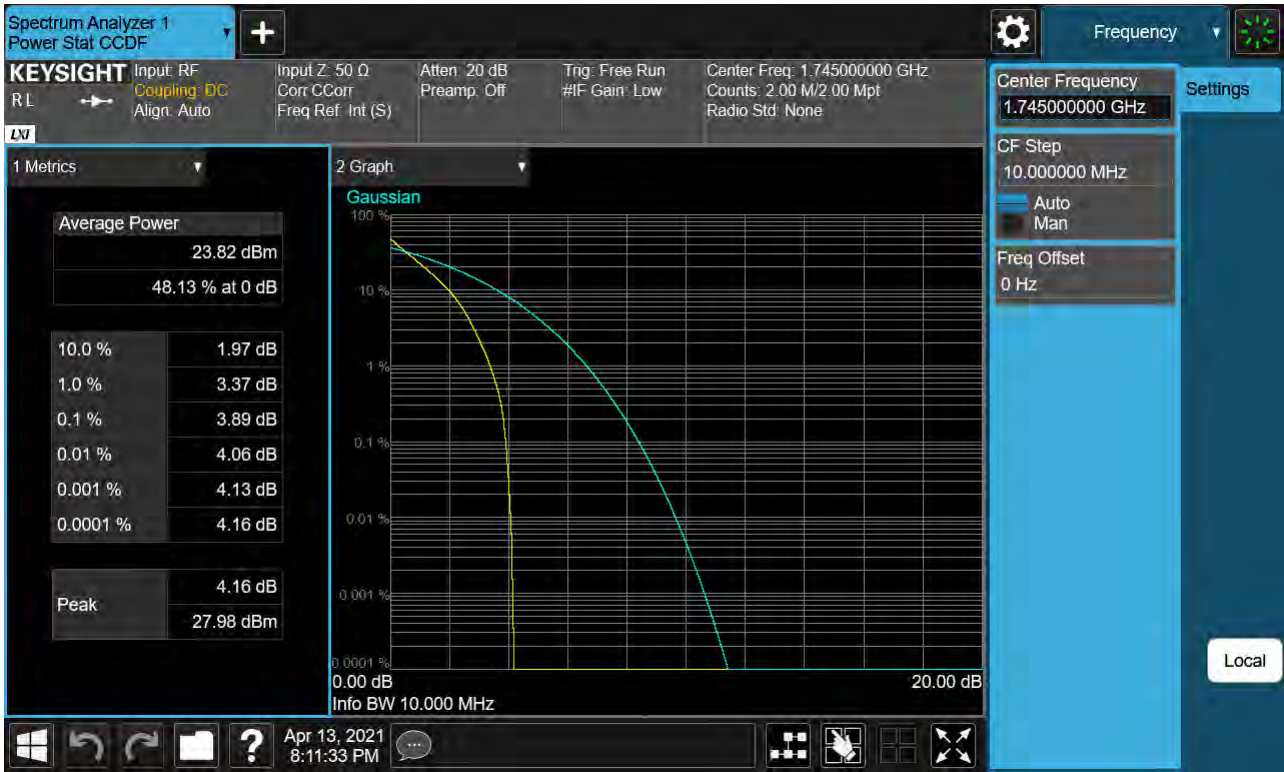 Spectrum Analyzer 1
Power Stat CCDF
+
Frequency
KEYSIGHT
R L
LXI
Input: RF
Coupling: DC
Align: Auto
Input Z: 50 Ω
Corr CCorr
Freq Ref: Int (S)
Atten: 20 dB
Preamp: Off
Trig: Free Run
#IF Gain: Low
Center Freq: 1.745000000 GHz
Counts: 2.00 M/2.00 Mpt
Radio Std: None
Center Frequency
1.745000000 GHz
Settings
CF Step
10.000000 MHz
Auto
Man
Freq Offset
0 Hz
1 Metrics
Average Power
23.82 dBm
48.13 % at 0 dB
10.0 % 1.97 dB
1.0 % 3.37 dB
0.1 % 3.89 dB
0.01 % 4.06 dB
0.001 % 4.13 dB
0.0001 % 4.16 dB
Peak
4.16 dB
27.98 dBm
2 Graph
Gaussian
100 %
10 %
1 %
0.1 %
0.01 %
0.001 %
0.0001 %
0.00 dB 20.00 dB
Info BW 10.000 MHz
Local
?
Apr 13, 2021
8:11:33 PM